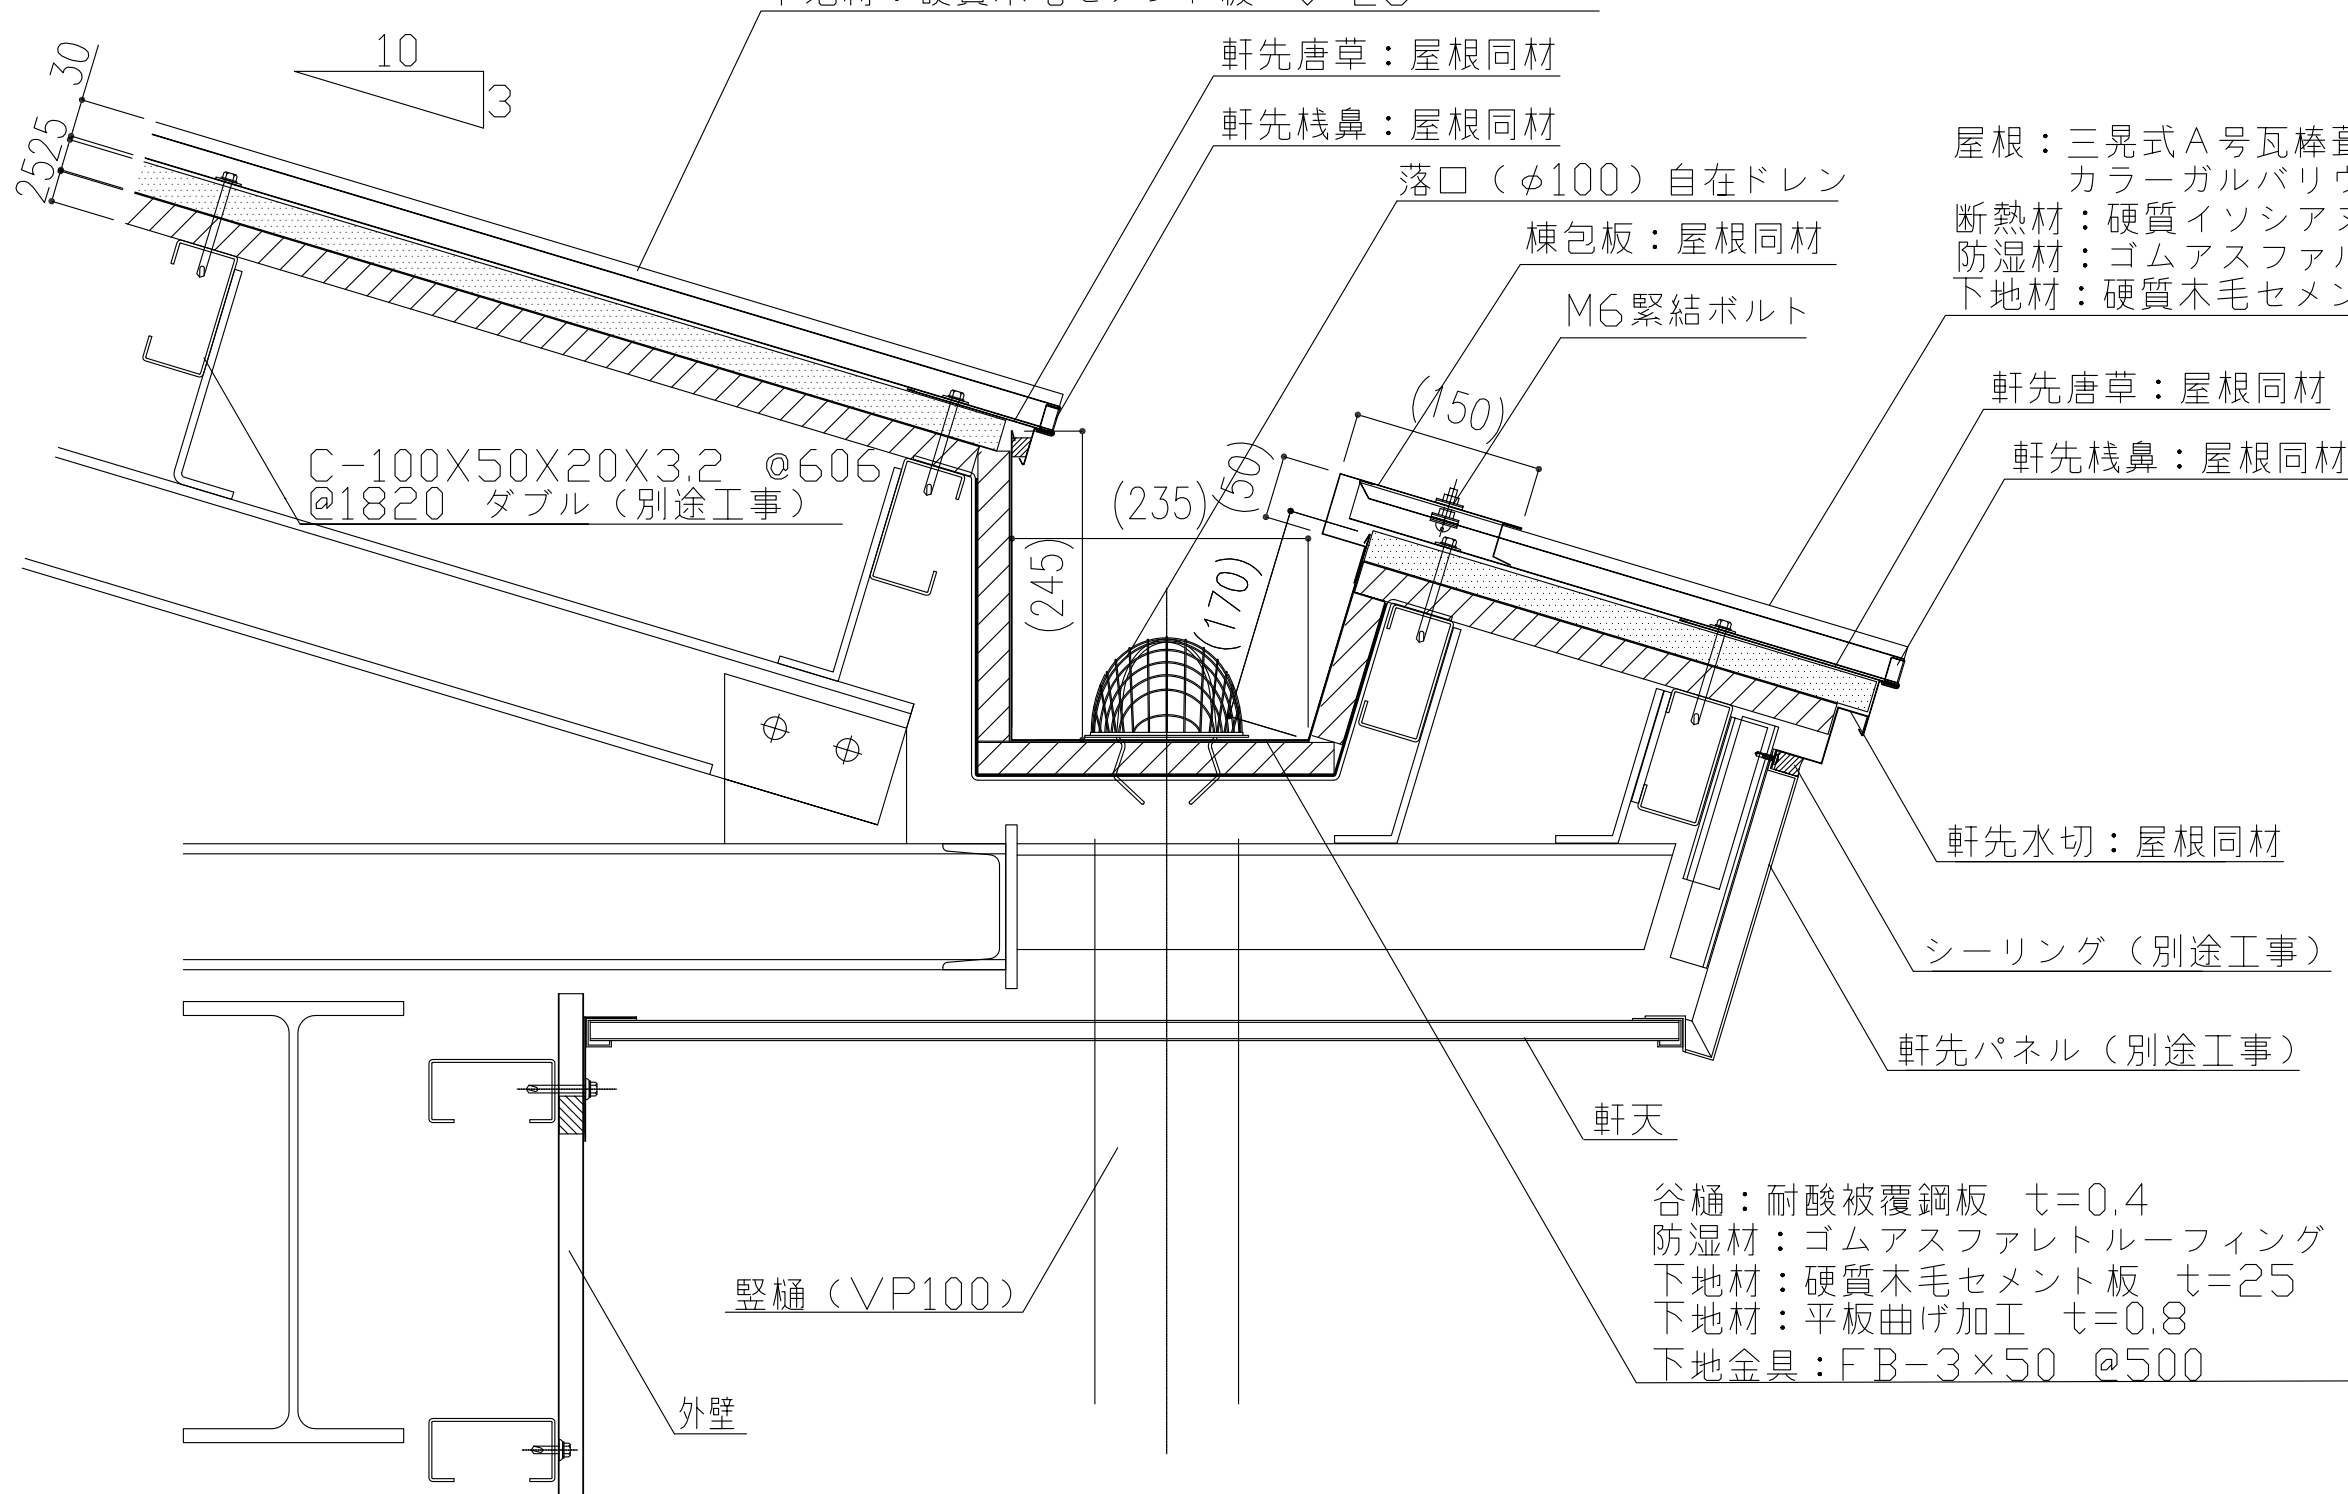 10
3
30
25
25
軒先唐草：屋根同材
軒先桟鼻：屋根同材
落口（φ100）自在ドレン
棟包板：屋根同材
M6緊結ボルト
屋根：三晃式Ａ号瓦棒葺
カラーガルバリウ
断熱材：硬質イソシアヌ
防湿材：ゴムアスファル
下地材：硬質木毛セメン
軒先唐草：屋根同材
軒先桟鼻：屋根同材
C-100X50X20X3.2 @606
@1820 ダブル（別途工事）
(150)
(50)
(235)
(245)
(170)
軒先水切：屋根同材
シーリング（別途工事）
軒先パネル（別途工事）
軒天
谷樋：耐酸被覆鋼板 t=0.4
防湿材：ゴムアスファレトルーフィング
下地材：硬質木毛セメント板 t=25
下地材：平板曲げ加工 t=0.8
下地金具：FB-3×50 @500
竪樋（VP100）
外壁